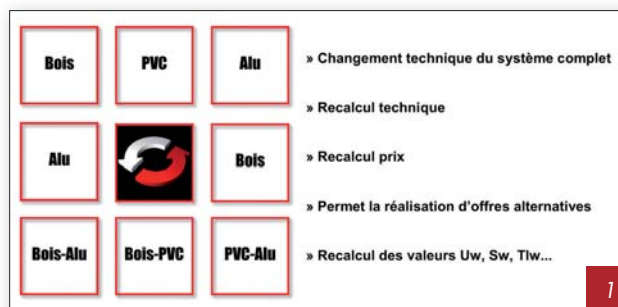 Bois PVC Alu
» Changement technique du système complet
» Recalcul technique
Alu Bois
» Recalcul prix
» Permet la réalisation d'offres alternatives
Bois-Alu Bois-PVC PVC-Alu
» Recalcul des valeurs Uw, Sw, Tlw...
1